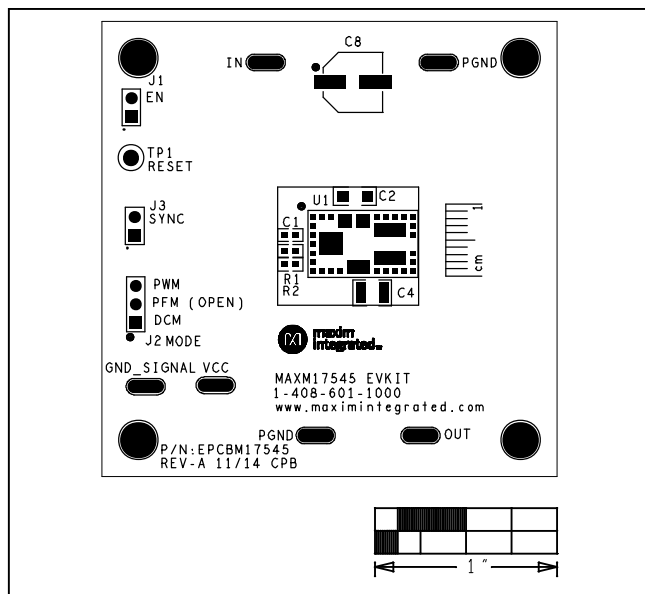 C8
IN
PGND
J1
EN
TP1
RESET
J3
SYNC
U1
C2
C1
R1
R2
C4
1
cm
PWM
PFM (OPEN)
DCM
J2 MODE
maxim
integrated™
GND_SIGNAL VCC
MAXM17545 EVKIT
1-408-601-1000
www.maximintegrated.com
PGND
OUT
P/N:EPCBM17545
REV-A 11/14 CPB
1 "